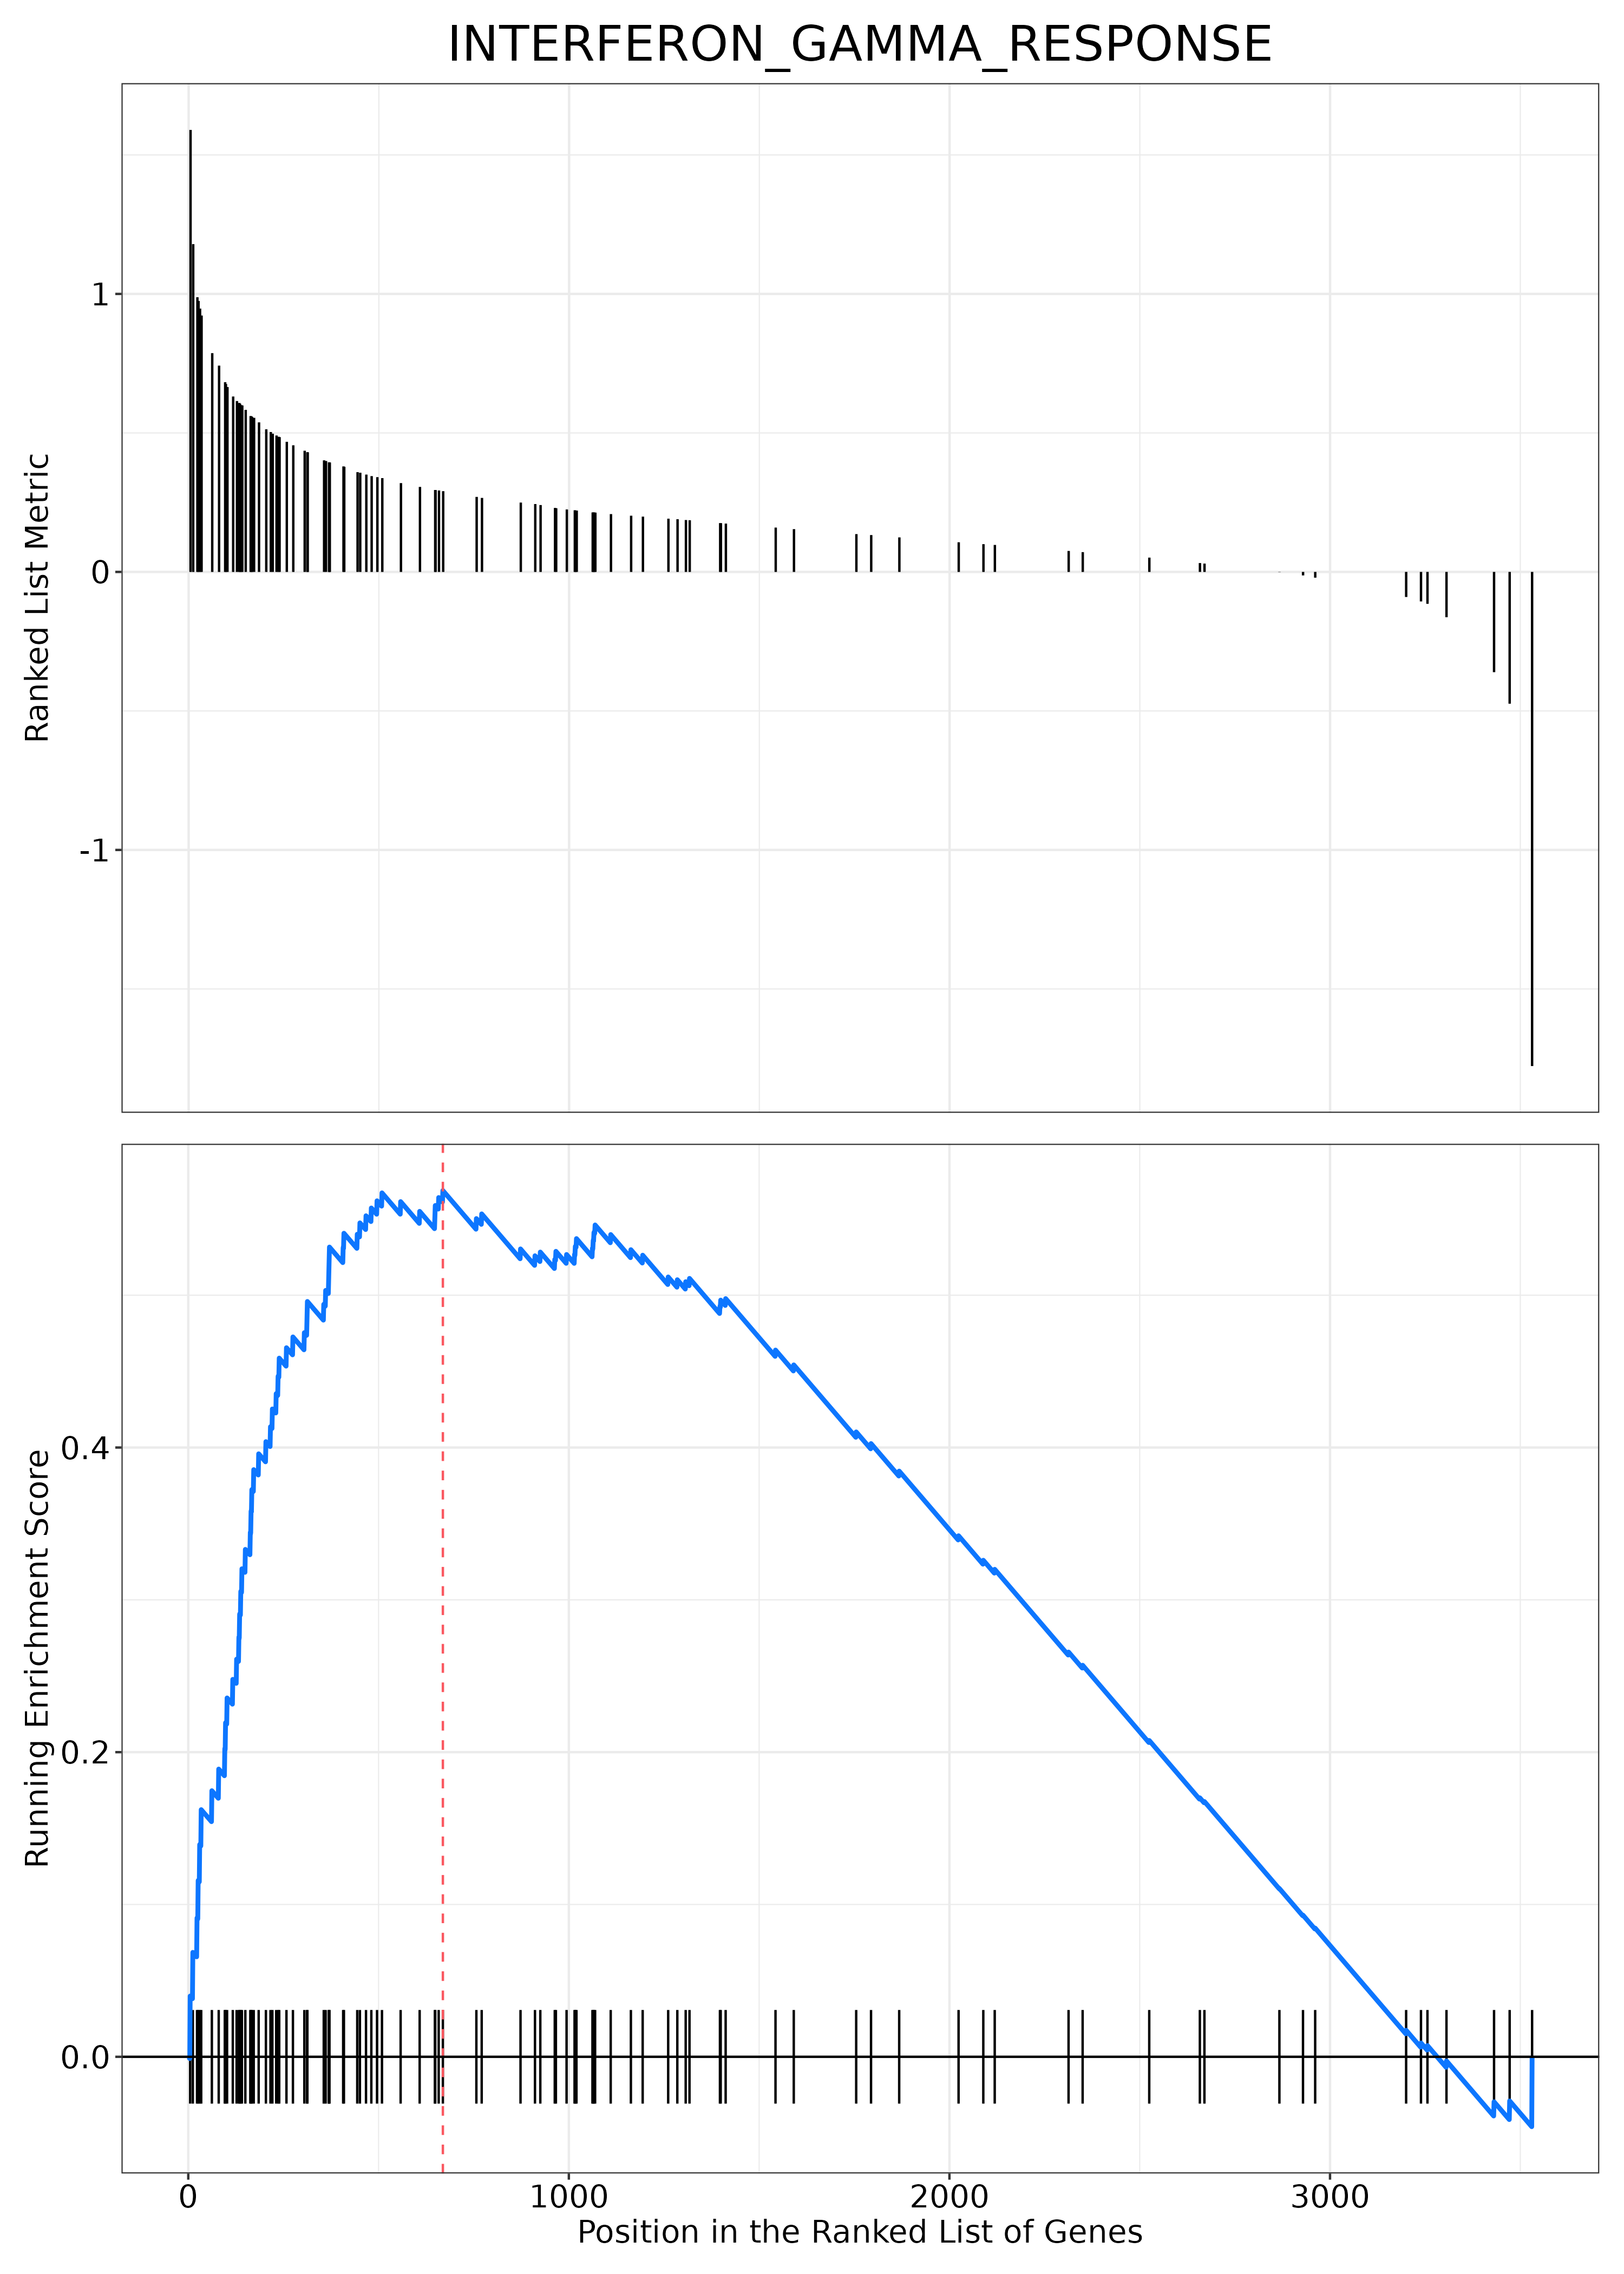 INTERFERON_GAMMA_RESPONSE
Ranked List Metric
1
0
-1
Running Enrichment Score
0.4
0.2
0.0
0 1000 2000 3000
Position in the Ranked List of Genes